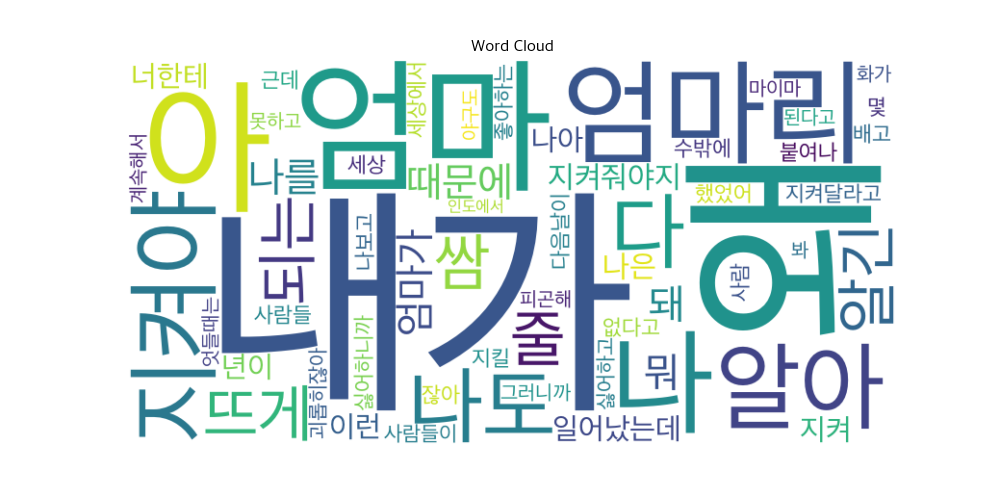 Word Cloud
너한테
근데
엄마
세상에서
야구도
좋아하는
엄마리
마이마
화가
몇
아
못하고
나아
수밖에
된다고
붙여나
배고
계속해서
나를
세상
때문에
지켜줘야지
왜
했었어
지켜달라고
지켜야
되는
내가
나보고
인도에서
다음날이
다
사람
봐
알긴
엄마가
쌈
나은
사람들
엇들때는
피곤해
줄
돼
없다고
년이
괴롭히잖아
싫어하니까
지킬
나
뭐
알아
뜨게
이런
나
잖아
도
그러니까
싫어하고
사람들이
일어났는데
지켜